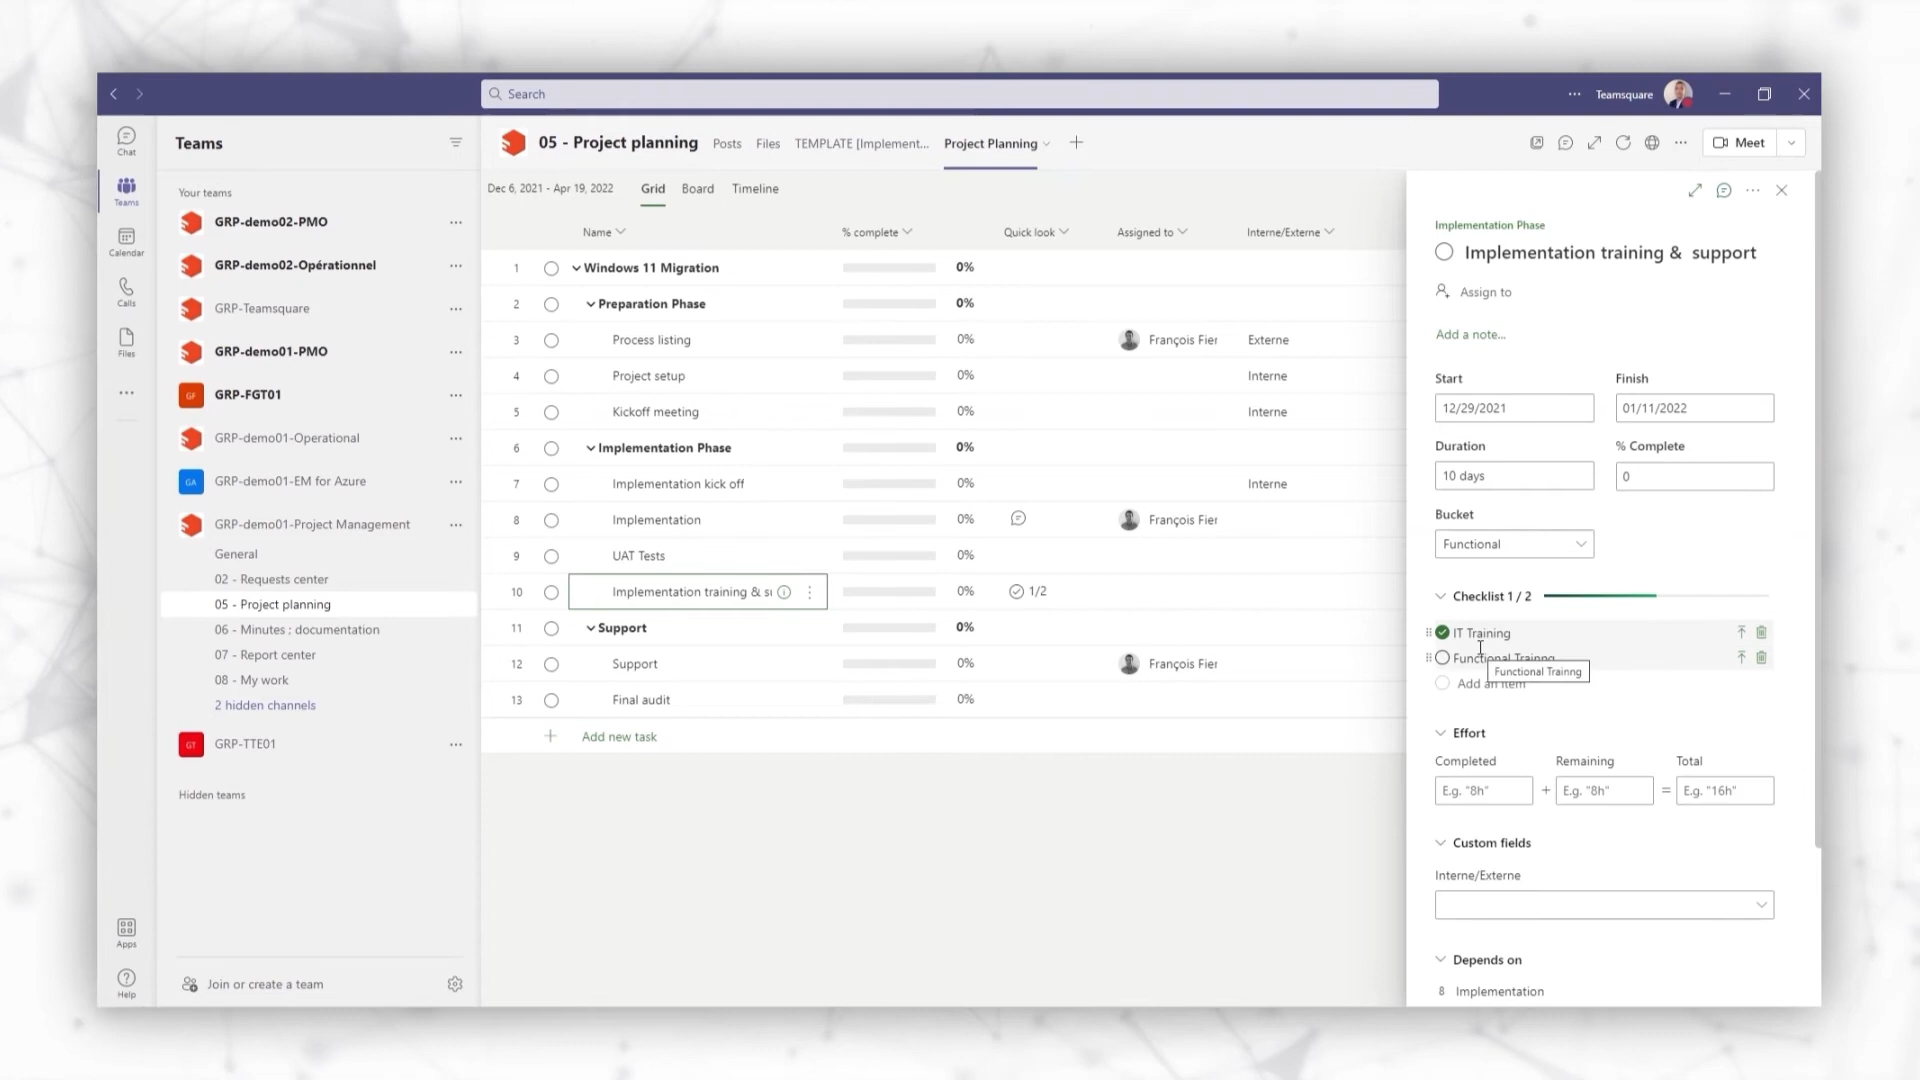 Search
Teamsquare
Chat
Teams
Calendar
Calls
Files
Apps
Help
Teams
Your teams
GRP-demo02-PMO
GRP-demo02-Opérationnel
GRP-Teamsquare
GRP-demo01-PMO
GF GRP-FGT01
GRP-demo01-Operational
GA GRP-demo01-EM for Azure
GRP-demo01-Project Management
General
02 - Requests center
05 - Project planning
06 - Minutes ; documentation
07 - Report center
08 - My work
2 hidden channels
GT GRP-TTE01
Hidden teams
Join or create a team
05 - Project planning Posts Files TEMPLATE [Implement... Project Planning Meet
Dec 6, 2021 - Apr 19, 2022 Grid Board Timeline
Name % complete Quick look Assigned to Interne/Externe
1 Windows 11 Migration 0%
2 Preparation Phase 0%
3 Process listing 0% François Fier Externe
4 Project setup 0% Interne
5 Kickoff meeting 0% Interne
6 Implementation Phase 0%
7 Implementation kick off 0% Interne
8 Implementation 0% François Fier
9 UAT Tests 0%
10 Implementation training & su 0% 1/2
11 Support 0%
12 Support 0% François Fier
13 Final audit 0%
Add new task
Implementation Phase
Implementation training & support
Assign to
Add a note...
Start Finish
12/29/2021 01/11/2022
Duration % Complete
10 days 0
Bucket
Functional
Checklist 1 / 2
IT Training
Functional Trainng
Functional Trainng
Add an item
Effort
Completed Remaining Total
E.g. "8h" + E.g. "8h" = E.g. "16h"
Custom fields
Interne/Externe
Depends on
8 Implementation